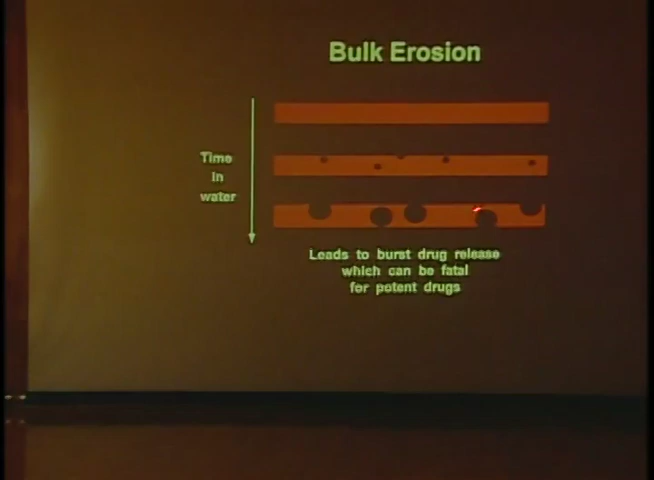 Bulk Erosion
Time
in
water
Leads to burst drug release
which can be fatal
for potent drugs